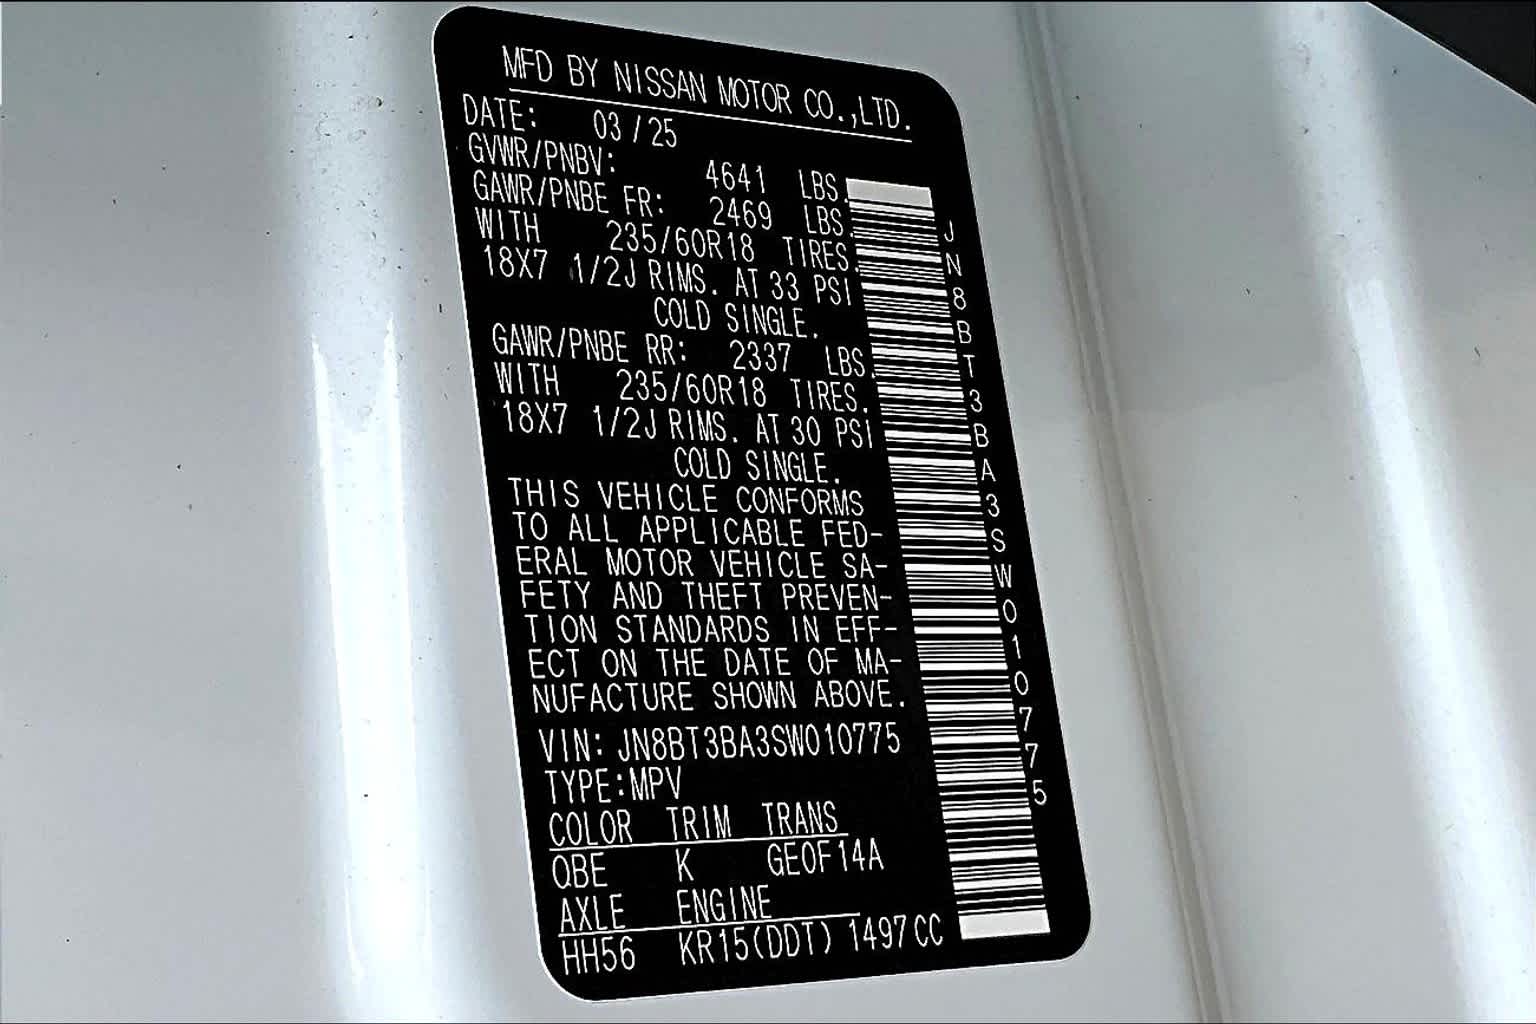 MFD BY NISSAN MOTOR CO.,LTD.
DATE: 03/25
GVWR/PNBV: 4641 LBS.
GAWR/PNBE FR: 2469 LBS.
WITH 235/60R18 TIRES.
18X7 1/2J RIMS. AT 33 PSI
COLD SINGLE.
GAWR/PNBE RR: 2337 LBS.
WITH 235/60R18 TIRES.
18X7 1/2J RIMS. AT 30 PSI
COLD SINGLE.
THIS VEHICLE CONFORMS
TO ALL APPLICABLE FED-
ERAL MOTOR VEHICLE SA-
FETY AND THEFT PREVEN-
TION STANDARDS IN EFF-
ECT ON THE DATE OF MA-
NUFACTURE SHOWN ABOVE.
VIN: JN8BT3BA3SW010775
TYPE:MPV
COLOR TRIM TRANS
QBE K GE0F14A
AXLE ENGINE
HH56 KR15(DDT) 1497CC
JN8BT3BA3SW010775